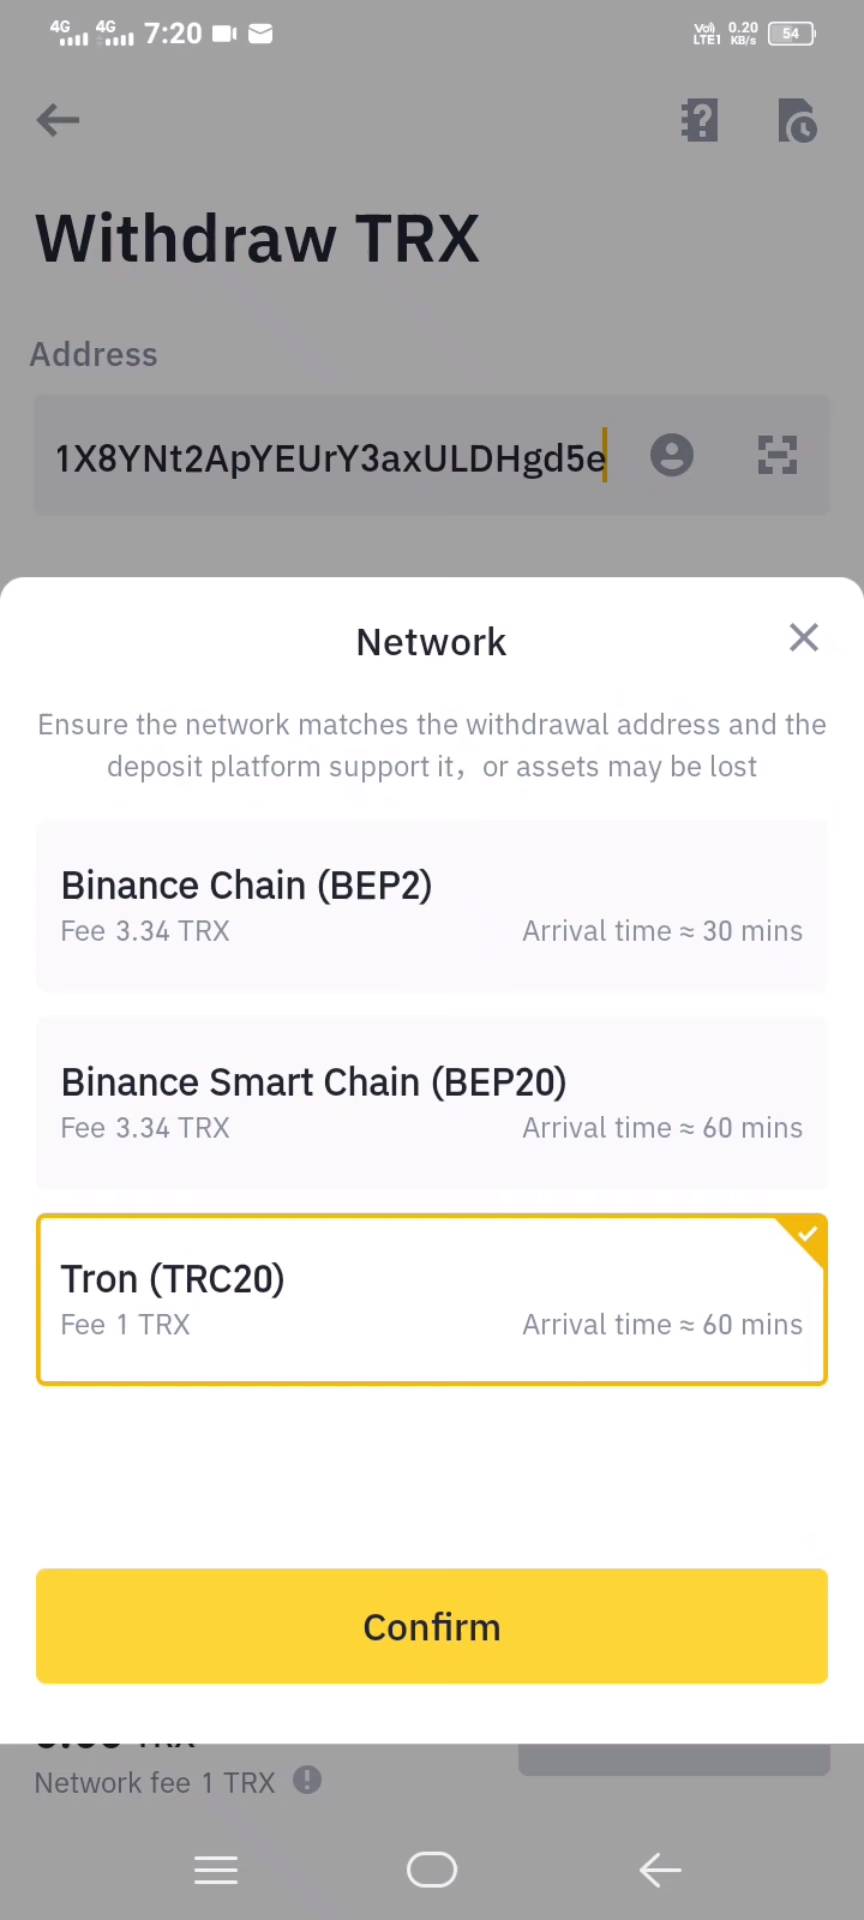 4G 4G 7:20 Vo) LTE1 0.20 KB/s 54
Withdraw TRX
Address
1X8YNt2ApYEUrY3axULDHgd5e
Network
Ensure the network matches the withdrawal address and the
deposit platform support it，or assets may be lost
Binance Chain (BEP2)
Fee 3.34 TRX Arrival time ≈ 30 mins
Binance Smart Chain (BEP20)
Fee 3.34 TRX Arrival time ≈ 60 mins
Tron (TRC20)
Fee 1 TRX Arrival time ≈ 60 mins
Confirm
TRX
Network fee 1 TRX